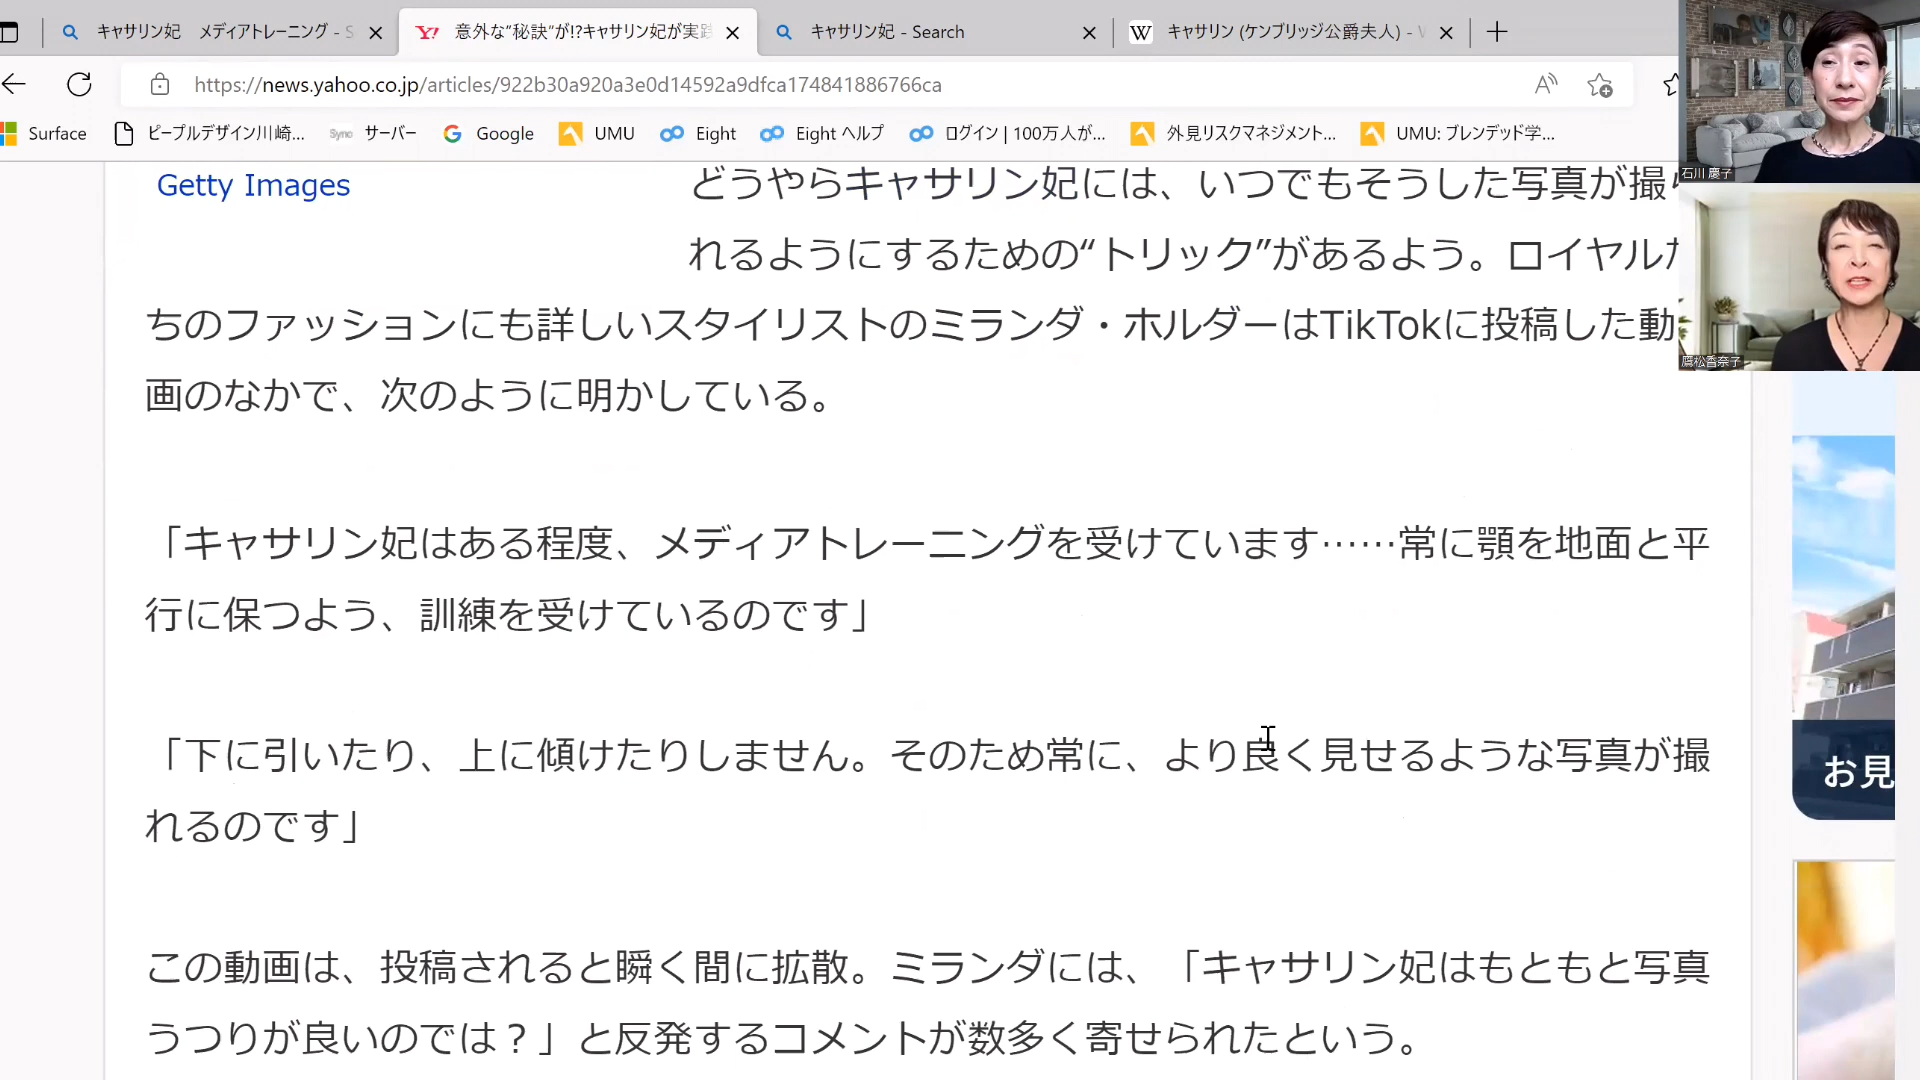 キャサリン妃　メディアトレーニング - S
意外な“秘訣”が!?キャサリン妃が実践
キャサリン妃 - Search
キャサリン (ケンブリッジ公爵夫人) - W
https://news.yahoo.co.jp/articles/922b30a920a3e0d14592a9dfca174841886766ca
Surface
ピープルデザイン川崎...
Sync サーバー
Google
UMU
Eight
Eight ヘルプ
ログイン | 100万人が...
外見リスクマネジメント...
UMU: ブレンデッド学...
石川 慶子
鷹松香奈子
Getty Images
どうやらキャサリン妃には、いつでもそうした写真が撮ら
れるようにするための“トリック”があるよう。ロイヤルた
ちのファッションにも詳しいスタイリストのミランダ・ホルダーはTikTokに投稿した動
画のなかで、次のように明かしている。
「キャサリン妃はある程度、メディアトレーニングを受けています……常に顎を地面と平
行に保つよう、訓練を受けているのです」
「下に引いたり、上に傾けたりしません。そのため常に、より良く見せるような写真が撮
れるのです」
この動画は、投稿されると瞬く間に拡散。ミランダには、「キャサリン妃はもともと写真
うつりが良いのでは？」と反発するコメントが数多く寄せられたという。
お見